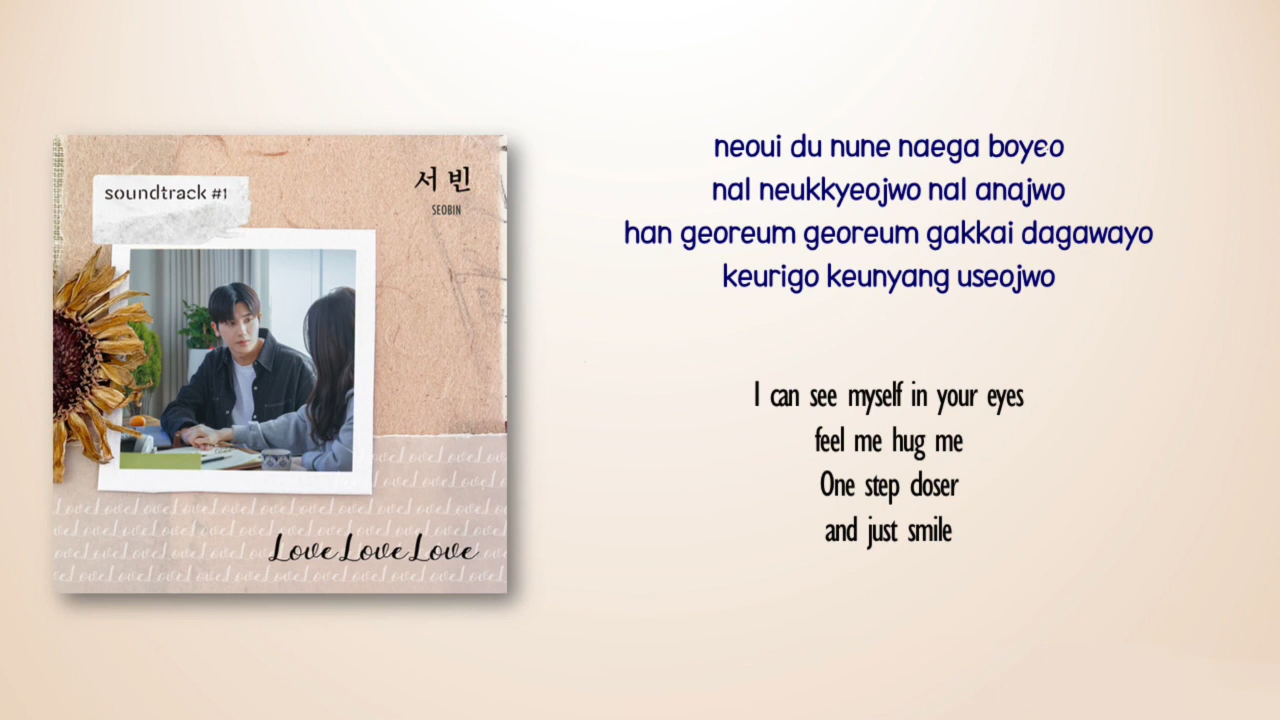 soundtrack #1
서 빈
SEOBIN
Love Love Love
neoui du nune naega boyeo
nal neukkyeojwo nal anajwo
han georeum georeum gakkai dagawayo
keurigo keunyang useojwo
I can see myself in your eyes
feel me hug me
One step doser
and just smile